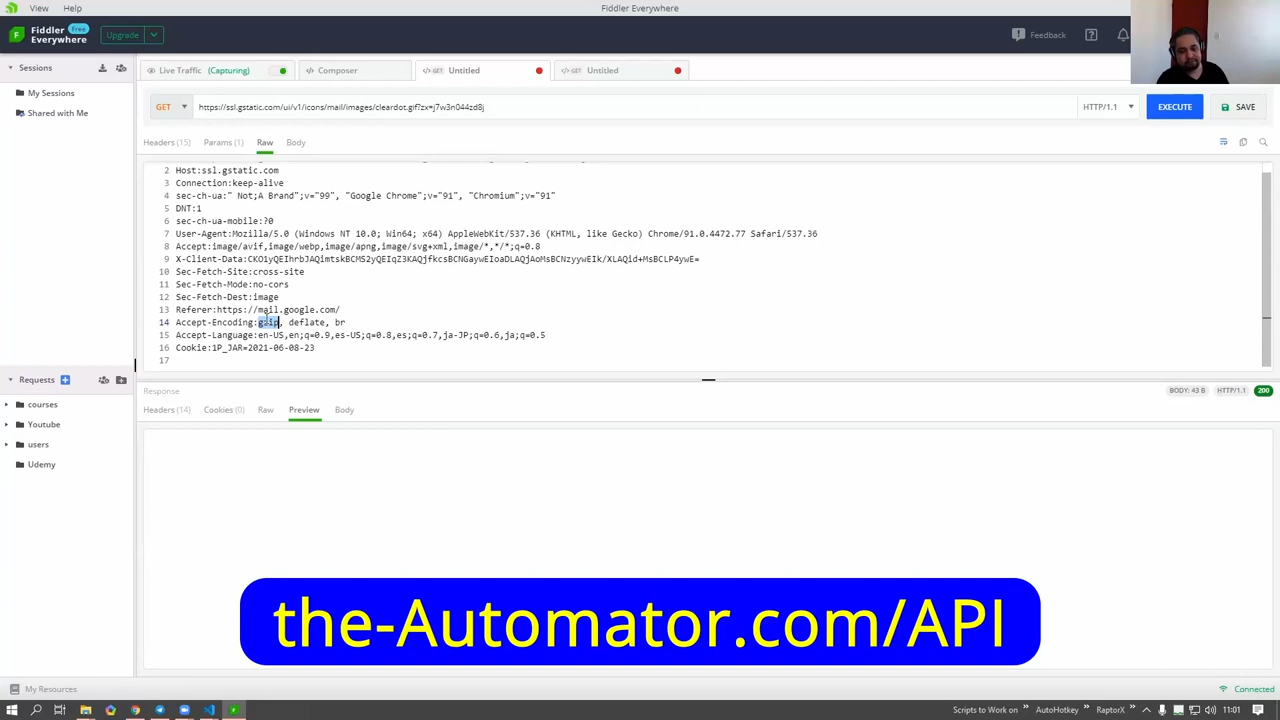 View Help
Fiddler Everywhere
Fiddler
Everywhere
Free
Upgrade
Feedback
Sessions
Live Traffic (Capturing)
</> Composer
</> GET Untitled
</> GET Untitled
My Sessions
Shared with Me
GET
https://ssl.gstatic.com/ui/v1/icons/mail/images/cleardot.gif?zx=j7w3n044zd8j
HTTP/1.1
EXECUTE
SAVE
Headers (15) Params (1) Raw Body
2 Host:ssl.gstatic.com
3 Connection:keep-alive
4 sec-ch-ua:" Not;A Brand";v="99", "Google Chrome";v="91", "Chromium";v="91"
5 DNT:1
6 sec-ch-ua-mobile:?0
7 User-Agent:Mozilla/5.0 (Windows NT 10.0; Win64; x64) AppleWebKit/537.36 (KHTML, like Gecko) Chrome/91.0.4472.77 Safari/537.36
8 Accept:image/avif,image/webp,image/apng,image/svg+xml,image/*,*/*;q=0.8
9 X-Client-Data:
10 Sec-Fetch-Site:cross-site
11 Sec-Fetch-Mode:no-cors
12 Sec-Fetch-Dest:image
13 Referer:https://mail.google.com/
14 Accept-Encoding:gzip, deflate, br
15 Accept-Language:en-US,en;q=0.9,es-US;q=0.8,es;q=0.7,ja-JP;q=0.6,ja;q=0.5
16 Cookie:1P_JAR=2021-06-08-23
17
Requests
courses
Youtube
users
Udemy
Response
BODY: 43 B HTTP/1.1 200
Headers (14) Cookies (0) Raw Preview Body
the-Automator.com/API
My Resources
Connected
Scripts to Work on » AutoHotkey » RaptorX » 11:01